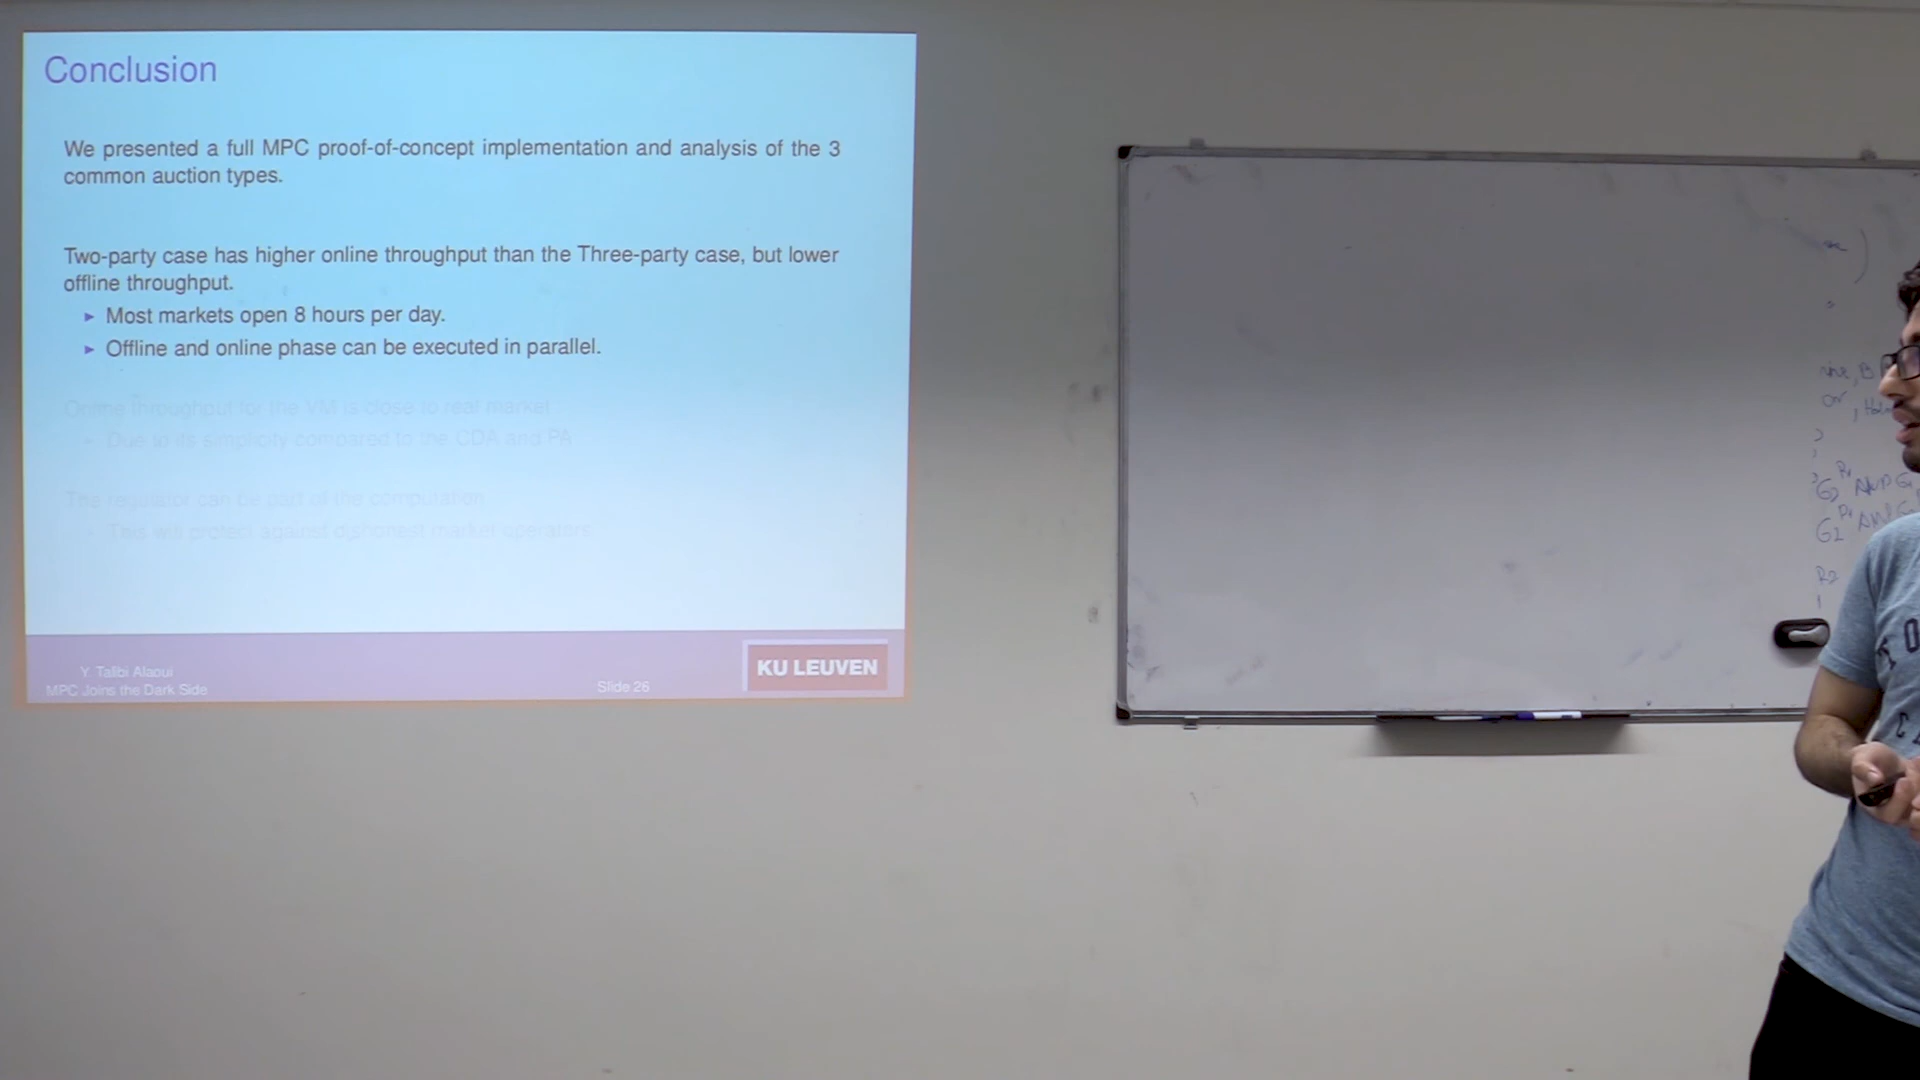 Conclusion
We presented a full MPC proof-of-concept implementation and analysis of the 3
common auction types.
Two-party case has higher online throughput than the Three-party case, but lower
offline throughput.
Most markets open 8 hours per day.
Offline and online phase can be executed in parallel.
Online throughput for the VM is close to real market
Due to its simplicity compared to the CDA and PA
The regulator can be part of the computation
This will protect against dishonest market operators
Y. Talibi Alaoui
MPC Joins the Dark Side
Slide 26
KU LEUVEN